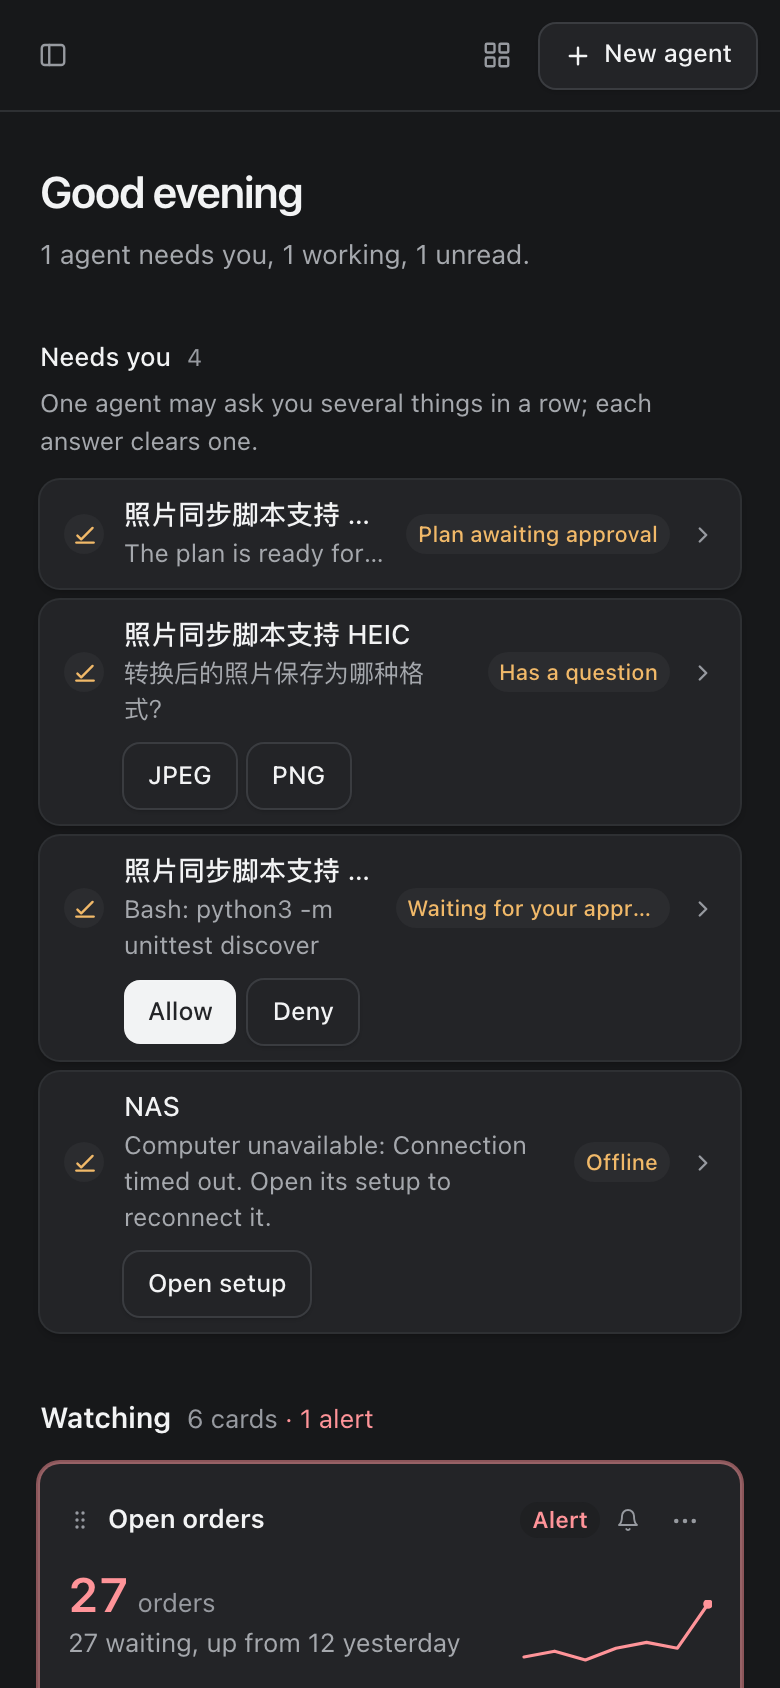 New agent
Good evening
1 agent needs you, 1 working, 1 unread.
Needs you 4
One agent may ask you several things in a row; each
answer clears one.
照片同步脚本支持 ...
Plan awaiting approval
The plan is ready for...
照片同步脚本支持 HEIC
转换后的照片保存为哪种格
式?
Has a question
JPEG PNG
照片同步脚本支持 ...
Bash: python3 -m
unittest discover
Waiting for your appr...
Allow Deny
NAS
Computer unavailable: Connection
timed out. Open its setup to
reconnect it.
Offline
Open setup
Watching 6 cards · 1 alert
Open orders Alert
27 orders
27 waiting, up from 12 yesterday